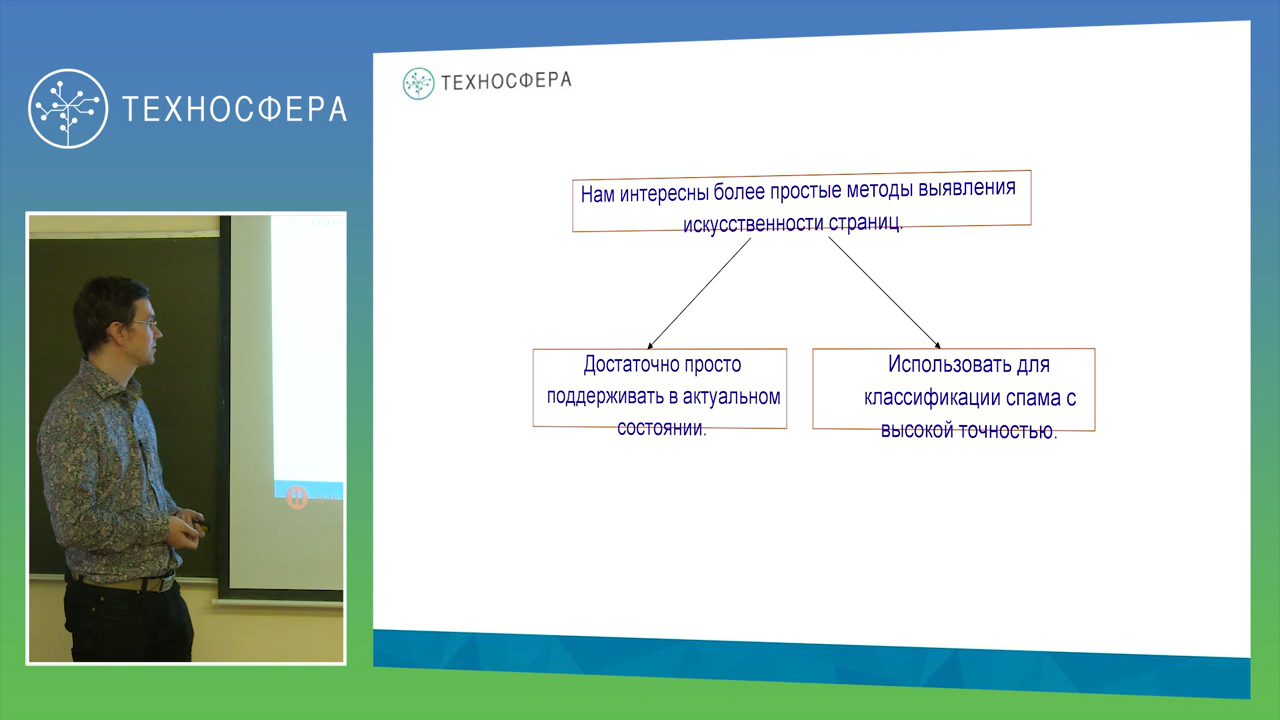 ТЕХНОСФЕРА
ТЕХНОСФЕРА
Нам интересны более простые методы выявления
искусственности страниц.
Достаточно просто
поддерживать в актуальном
состоянии.
Использовать для
классификации спама с
высокой точностью.